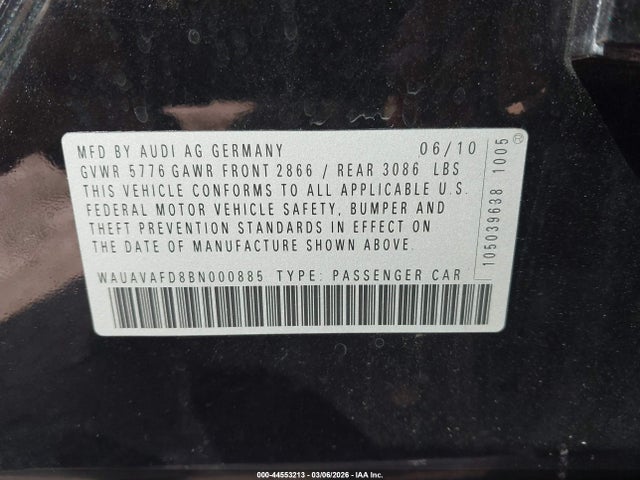 MFD BY AUDI AG GERMANY 06/10
GVWR 5776 GAWR FRONT 2866 / REAR 3086 LBS
THIS VEHICLE CONFORMS TO ALL APPLICABLE U.S.
FEDERAL MOTOR VEHICLE SAFETY, BUMPER AND
THEFT PREVENTION STANDARDS IN EFFECT ON
THE DATE OF MANUFACTURE SHOWN ABOVE.
WAUAVAFD8BN000885 TYPE: PASSENGER CAR
105039638 1005®
000-44553213 - 03/06/2026 - IAA Inc.